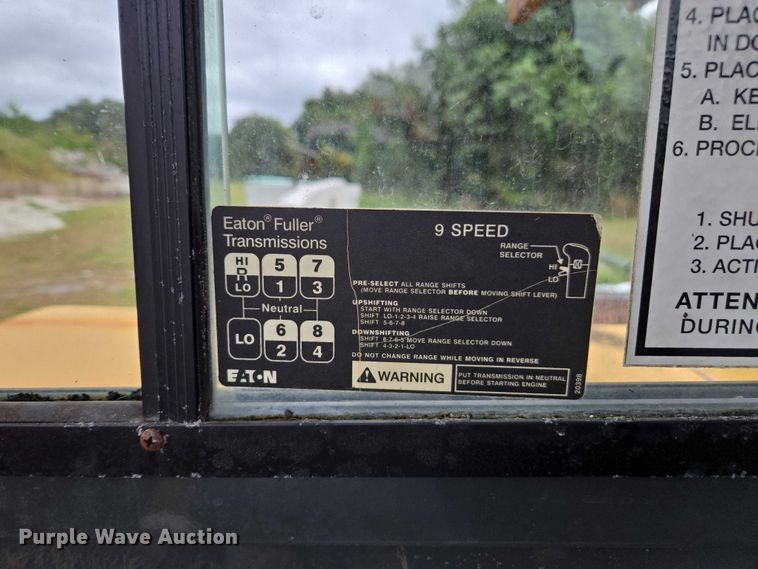 Eaton® Fuller®
Transmissions
HI
R
LO
5
1
7
3
Neutral
LO
6
2
8
4
EATON
9 SPEED
RANGE
SELECTOR
HI
LO
PRE-SELECT ALL RANGE SHIFTS
(MOVE RANGE SELECTOR BEFORE MOVING SHIFT LEVER)
UPSHIFTING
START WITH RANGE SELECTOR DOWN
SHIFT LO-1-2-3-4 RAISE RANGE SELECTOR
SHIFT 5-6-7-8
DOWNSHIFTING
SHIFT 8-7-6-5 MOVE RANGE SELECTOR DOWN
SHIFT 4-3-2-1-LO
DO NOT CHANGE RANGE WHILE MOVING IN REVERSE
WARNING
PUT TRANSMISSION IN NEUTRAL
BEFORE STARTING ENGINE
20398
4. PLAC
IN DO
5. PLAC
A. KE
B. EL
6. PROC
1. SHU
2. PLA
3. ACTI
ATTEN
DURING
Purple Wave Auction